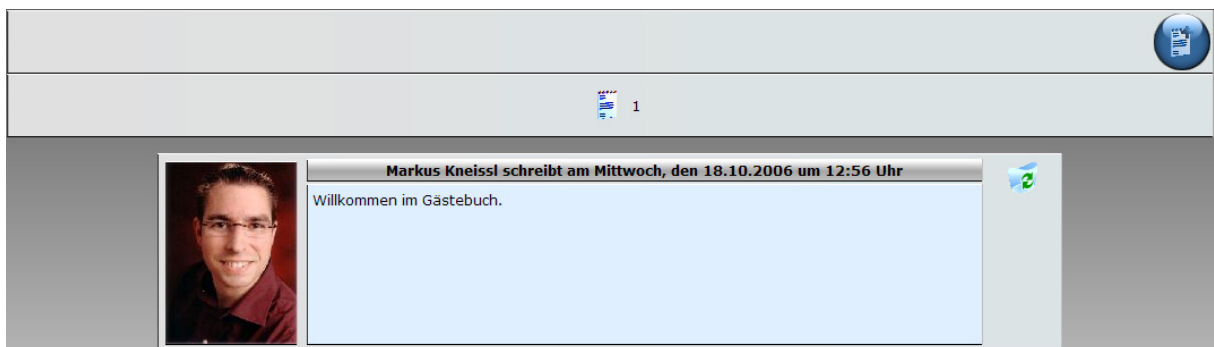 1
Markus Kneissl schreibt am Mittwoch, den 18.10.2006 um 12:56 Uhr
Willkommen im Gästebuch.